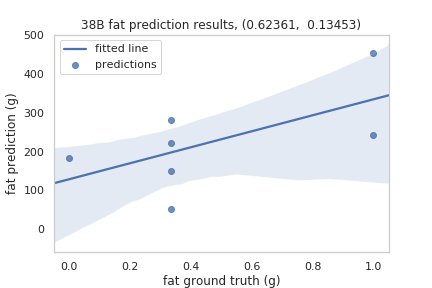 38B fat prediction results, (0.62361,  0.13453)
500
400
300
200
100
0
fitted line
predictions
fat prediction (g)
0.0 0.2 0.4 0.6 0.8 1.0
fat ground truth (g)